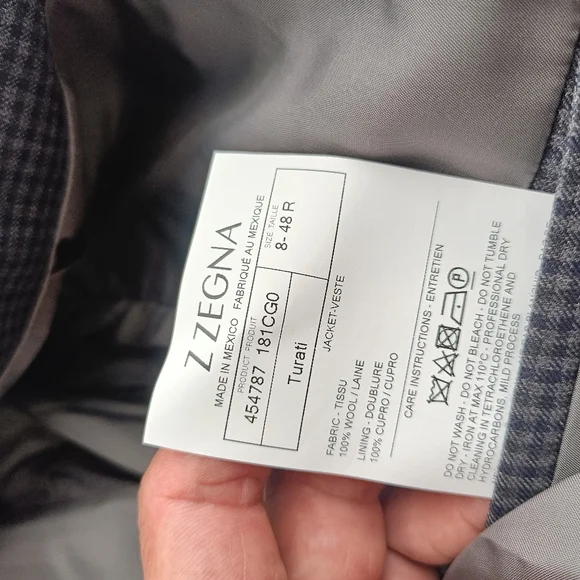 Z ZEGNA
MADE IN MEXICO FABRIQUÉ AU MEXIQUE
PRODUCT PRODUIT
454787 181CG0
SIZE TAILLE
8- 48 R
Turati
JACKET-VESTE
FABRIC - TISSU
100% WOOL / LAINE
LINING - DOUBLURE
100% CUPRO / CUPRO
CARE INSTRUCTIONS - ENTRETIEN
P
DO NOT WASH - DO NOT BLEACH - DO NOT TUMBLE
DRY - IRON AT MAX 110°C - PROFESSIONAL DRY
CLEANING IN TETRACHLOROETHENE AND
HYDROCARBONS, MILD PROCESS